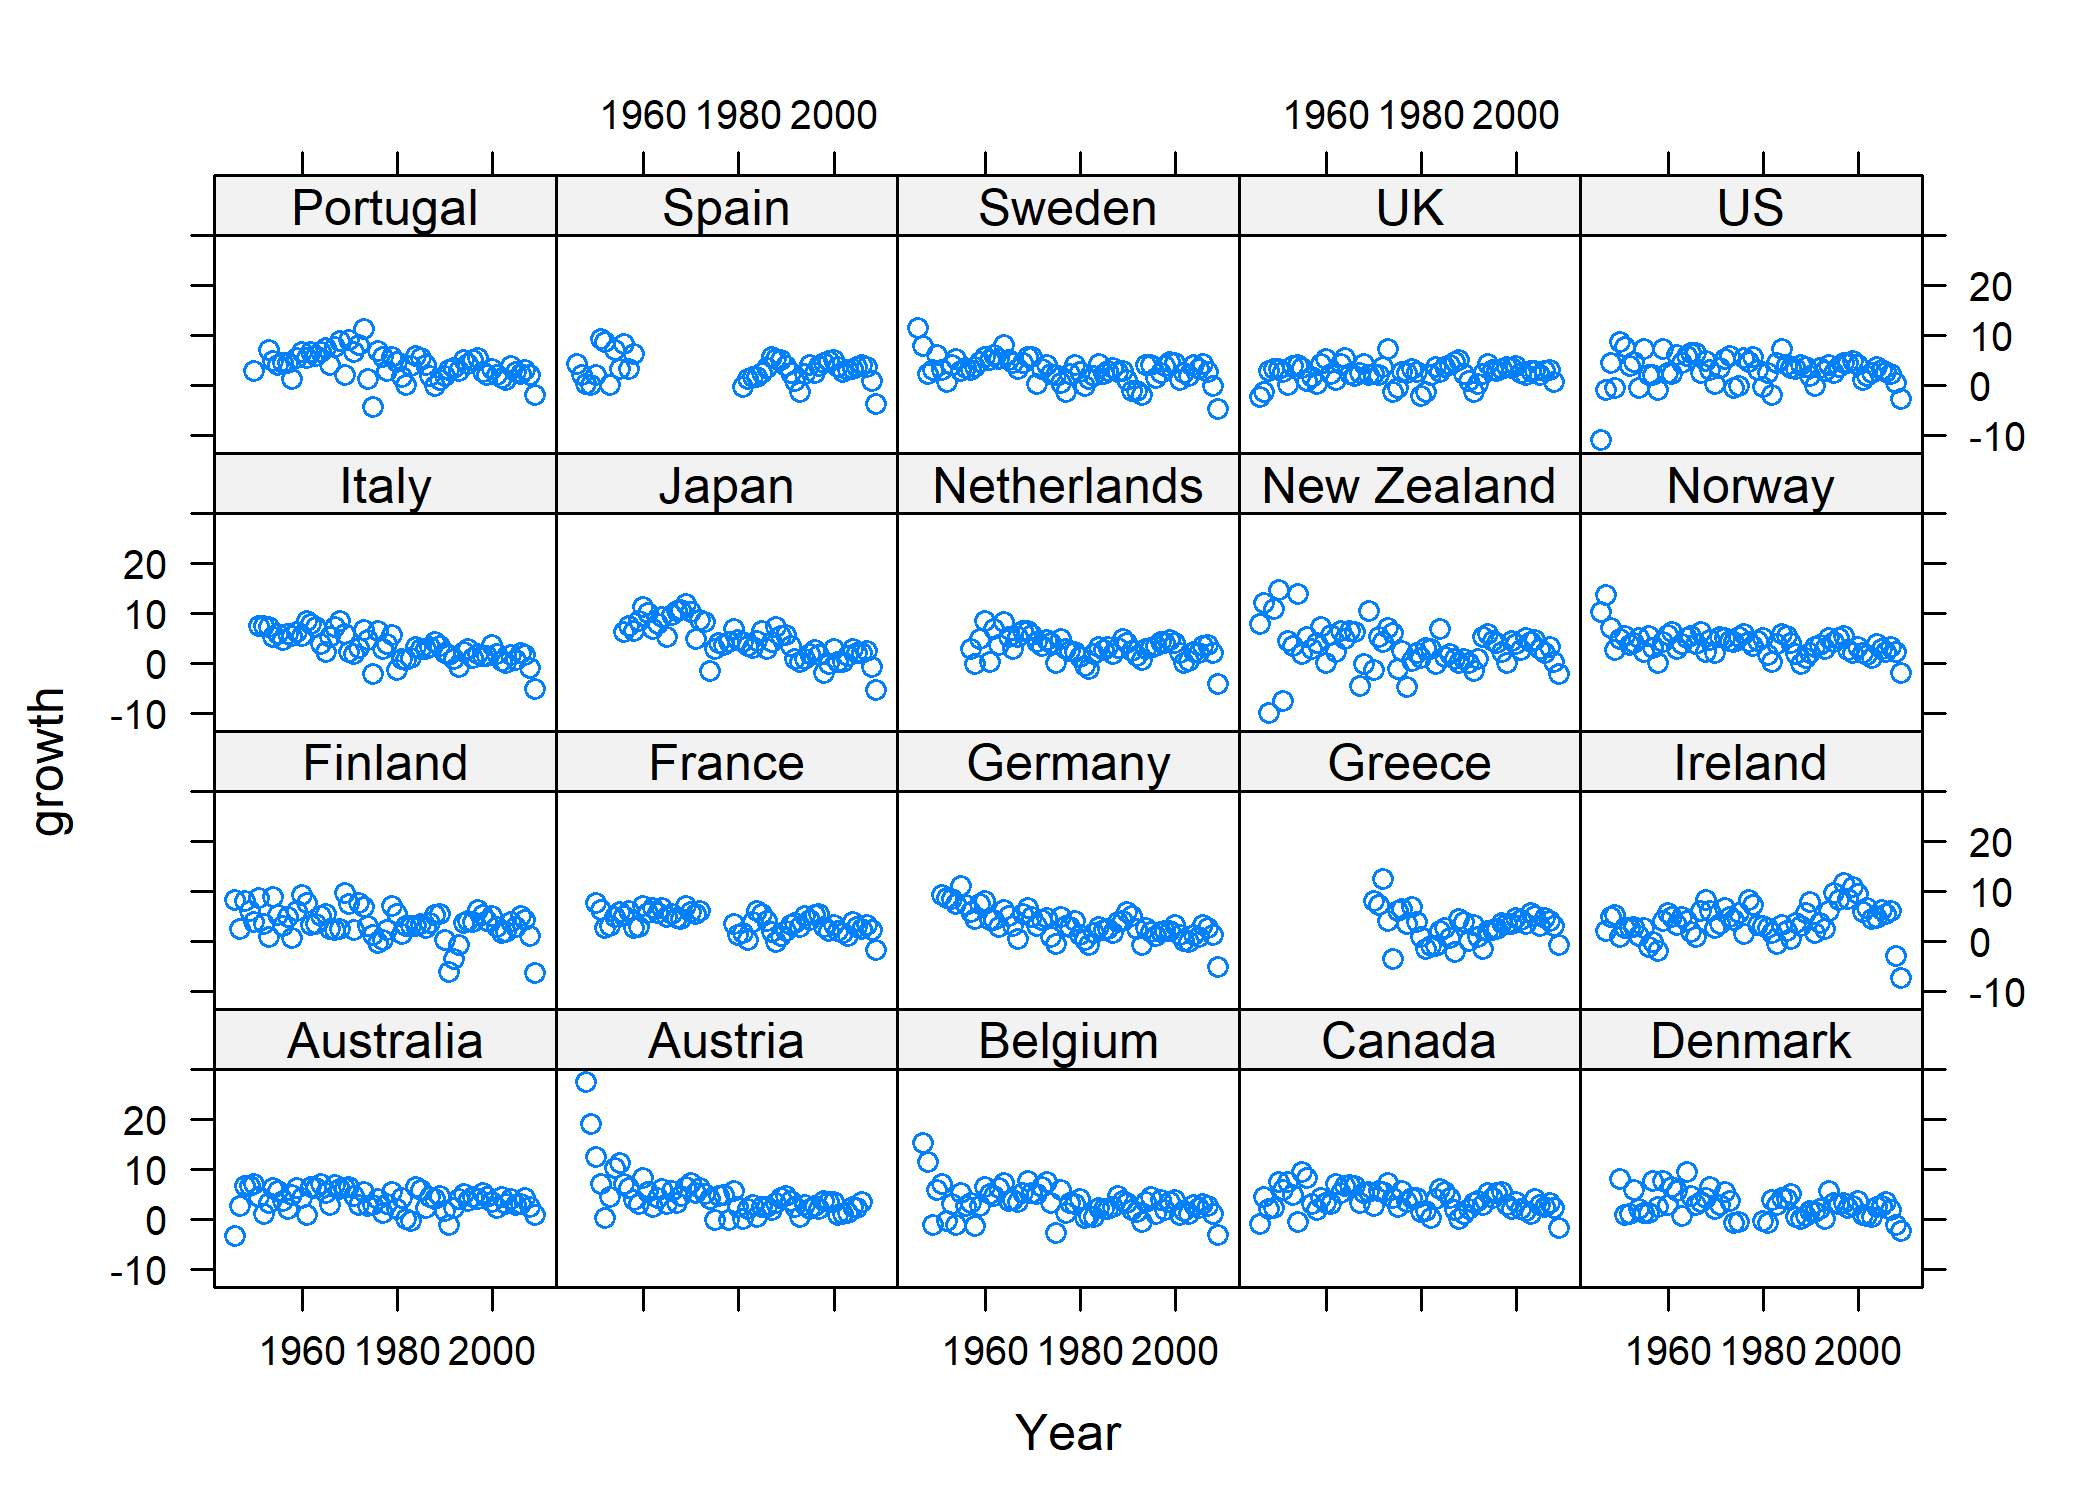 1960 1980 2000 1960 1980 2000
Portugal Spain Sweden UK US
20
10
0
-10
Italy Japan Netherlands New Zealand Norway
20
10
0
-10
growth
Finland France Germany Greece Ireland
20
10
0
-10
Australia Austria Belgium Canada Denmark
20
10
0
-10
1960 1980 2000 1960 1980 2000 1960 1980 2000
Year